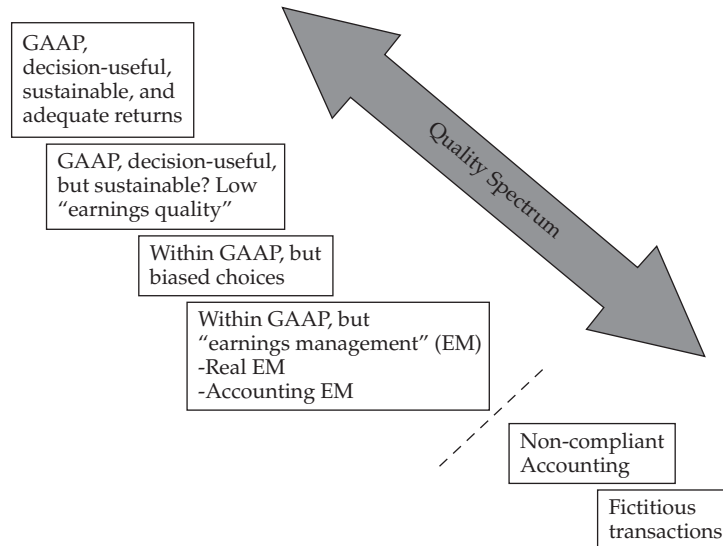 GAAP,
decision-useful,
sustainable, and
adequate returns
Quality Spectrum
GAAP, decision-useful,
but sustainable? Low
“earnings quality”
Within GAAP, but
biased choices
Within GAAP, but
“earnings management” (EM)
-Real EM
-Accounting EM
Non-compliant
Accounting
Fictitious
transactions